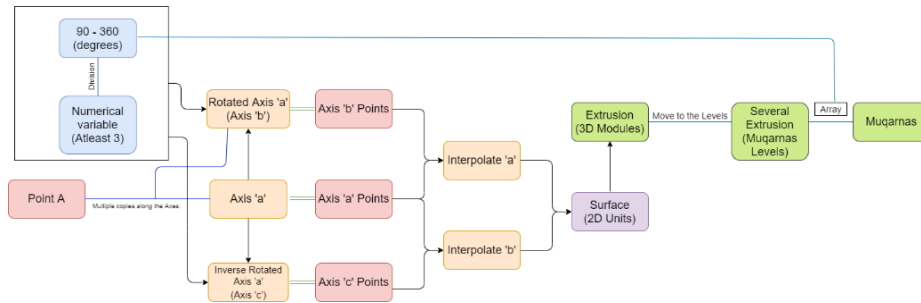 90 - 360
(degrees)
Division
Numerical
variable
(Atleast 3)
Point A
Multiple copies along the Axes:
Rotated Axis 'a'
(Axis 'b')
Axis 'a'
Inverse Rotated
Axis 'a'
(Axis 'c')
Axis 'b' Points
Axis 'a' Points
Axis 'c' Points
Interpolate 'a'
Interpolate 'b'
Extrusion
(3D Modules)
Surface
(2D Units)
Move to the Levels
Several
Extrusion
(Muqarnas
Levels)
Array
Muqarnas